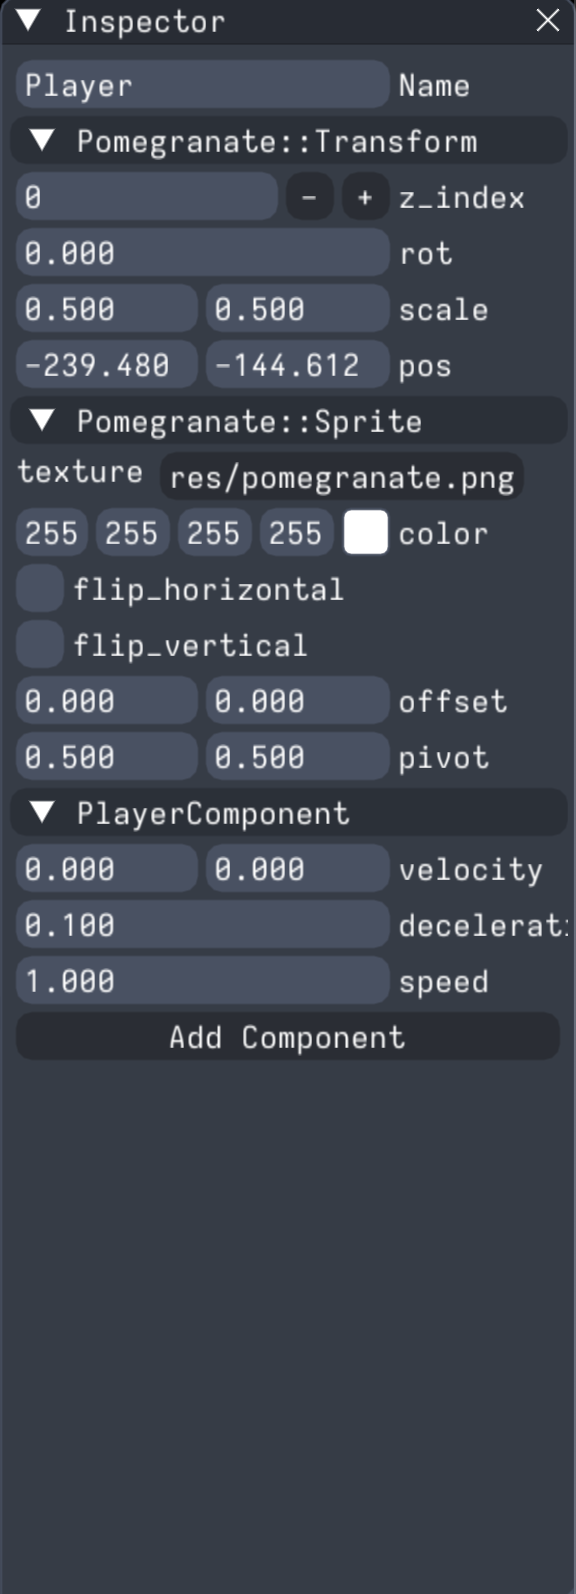 Inspector
Player Name
Pomegranate::Transform
0 - + z_index
0.000 rot
0.500 0.500 scale
-239.480 -144.612 pos
Pomegranate::Sprite
texture res/pomegranate.png
255 255 255 255 color
flip_horizontal
flip_vertical
0.000 0.000 offset
0.500 0.500 pivot
PlayerComponent
0.000 0.000 velocity
0.100
1.000 speed
Add Component